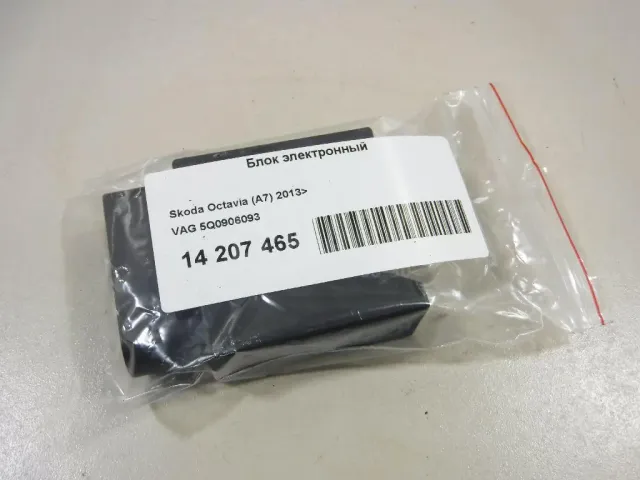 Блок электронный
Skoda Octavia (A7) 2013>
VAG 5Q0906093
14 207 465